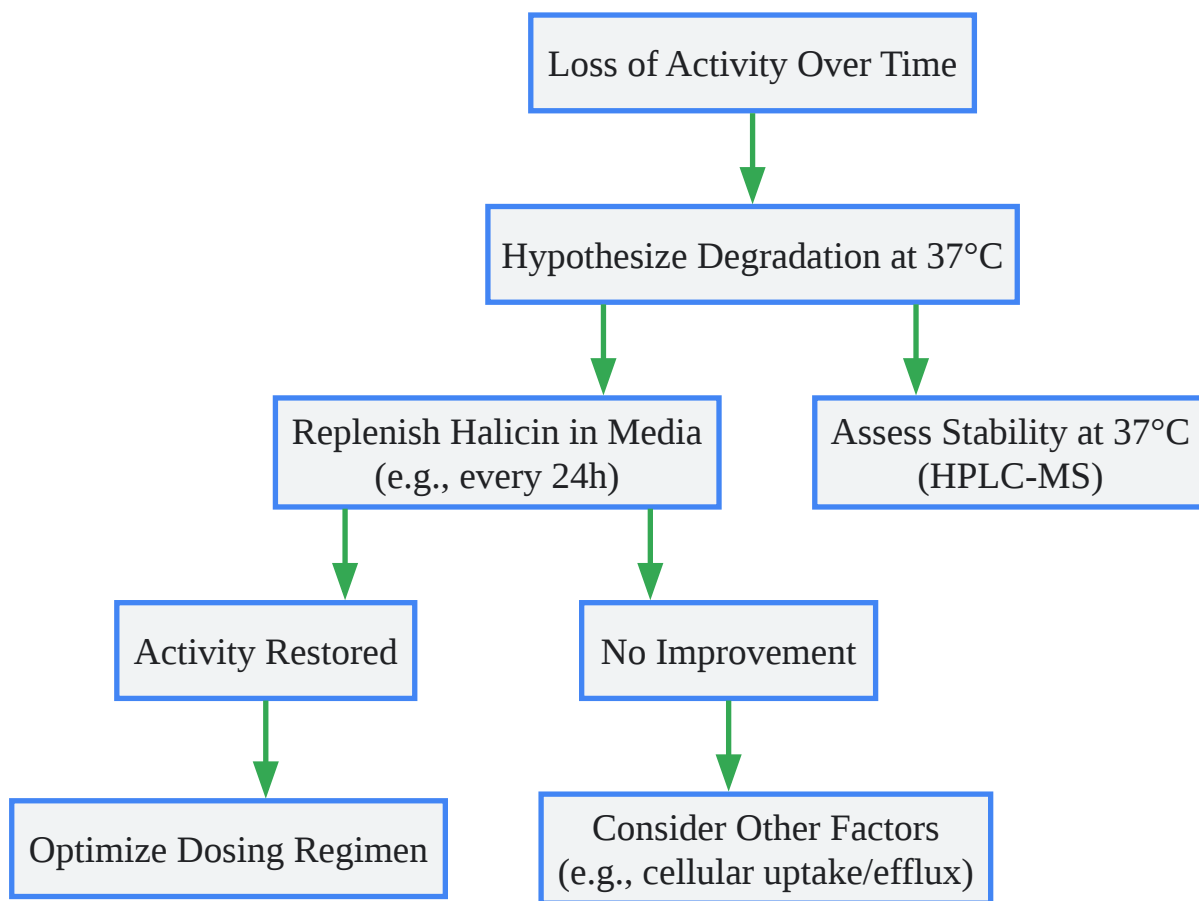 Loss of Activity Over Time
Hypothesize Degradation at 37°C
Replenish Halicin in Media
(e.g., every 24h)
Assess Stability at 37°C
(HPLC-MS)
Activity Restored
No Improvement
Optimize Dosing Regimen
Consider Other Factors
(e.g., cellular uptake/efflux)